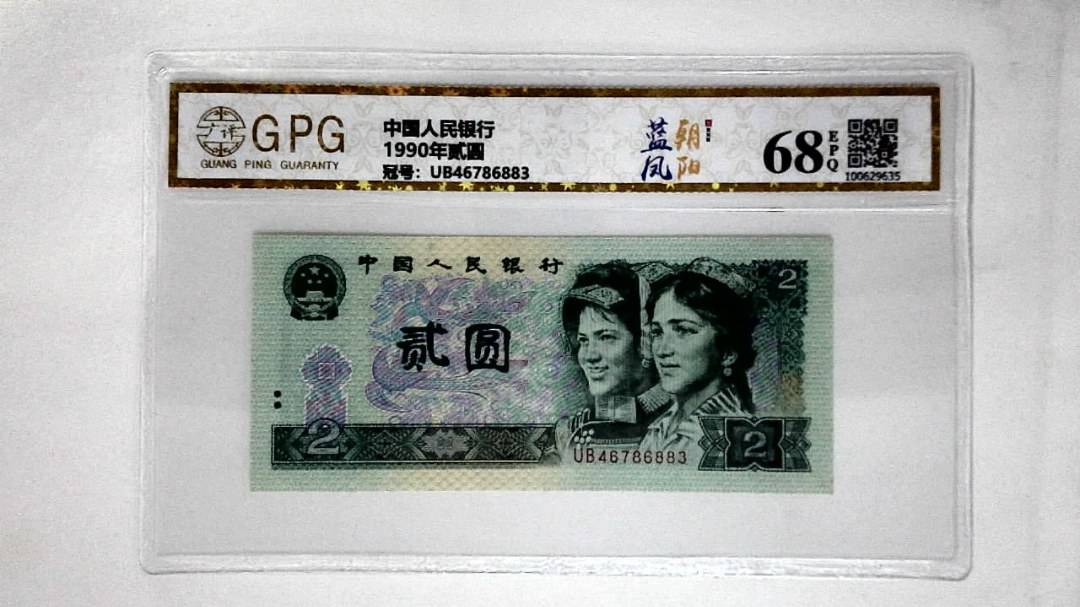 广评
GPG
GUANG PING GUARANTY
中国人民银行
1990年贰圆
冠号：UB46786883
蓝凤
朝阳
68
EPQ
100629635
中国人民银行
2
贰圆
2
UB46786883
2